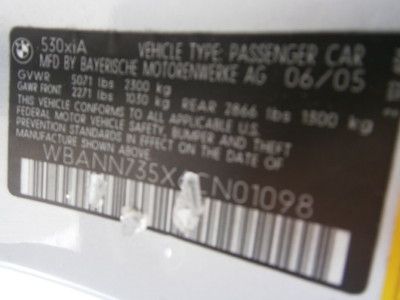 530xiA VEHICLE TYPE: PASSENGER CAR
MFD BY BAYERISCHE MOTORENWERKE AG 06/05
GVWR 5071 lbs 2300 kg
GAWR FRONT 2271 lbs 1030 kg REAR 2866 lbs 1300 kg
THIS VEHICLE CONFORMS TO ALL APPLICABLE
FEDERAL MOTOR VEHICLE SAFETY, BUMPER
AND THEFT
PREVENTION STANDARDS IN EFFECT ON THE
DATE OF MANUFACTURE SHOWN ABOVE.